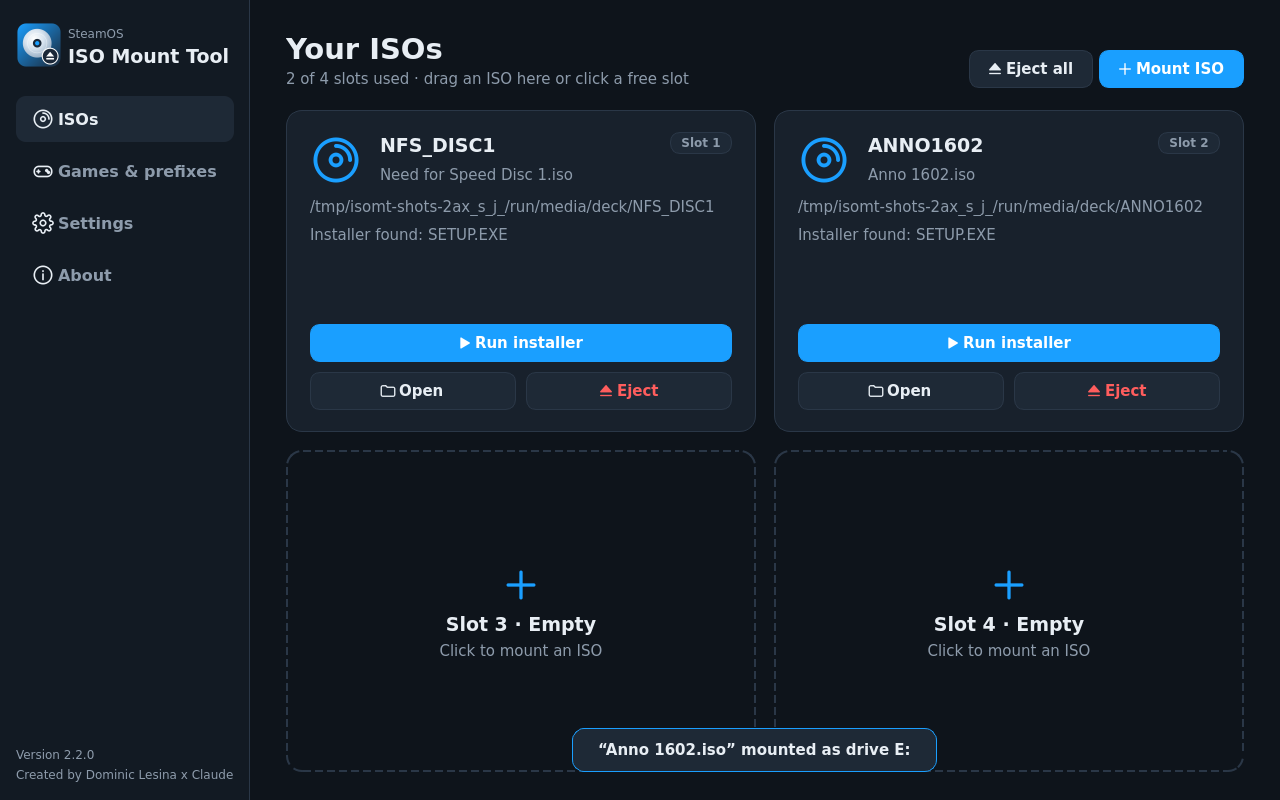 SteamOS
ISO Mount Tool
ISOs
Games & prefixes
Settings
About
Version 2.2.0
Created by Dominic Lesina x Claude
Your ISOs
2 of 4 slots used · drag an ISO here or click a free slot
Eject all
Mount ISO
NFS_DISC1
Slot 1
Need for Speed Disc 1.iso
/tmp/isomt-shots-2ax_s_j_/run/media/deck/NFS_DISC1
Installer found: SETUP.EXE
Run installer
Open
Eject
ANNO1602
Slot 2
Anno 1602.iso
/tmp/isomt-shots-2ax_s_j_/run/media/deck/ANNO1602
Installer found: SETUP.EXE
Run installer
Open
Eject
Slot 3 · Empty
Click to mount an ISO
Slot 4 · Empty
Click to mount an ISO
“Anno 1602.iso” mounted as drive E: